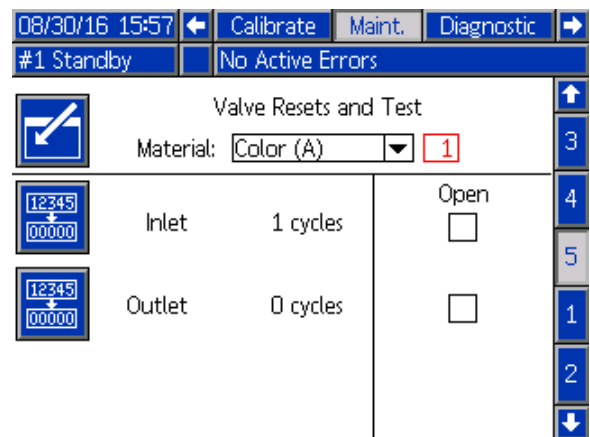 08/30/16 15:57 Calibrate Maint. Diagnostic
#1 Standby No Active Errors
Valve Resets and Test
Material: Color (A) 1
3
Open
4
12345
00000
Inlet 1 cycles
5
12345
00000
Outlet 0 cycles
1
2